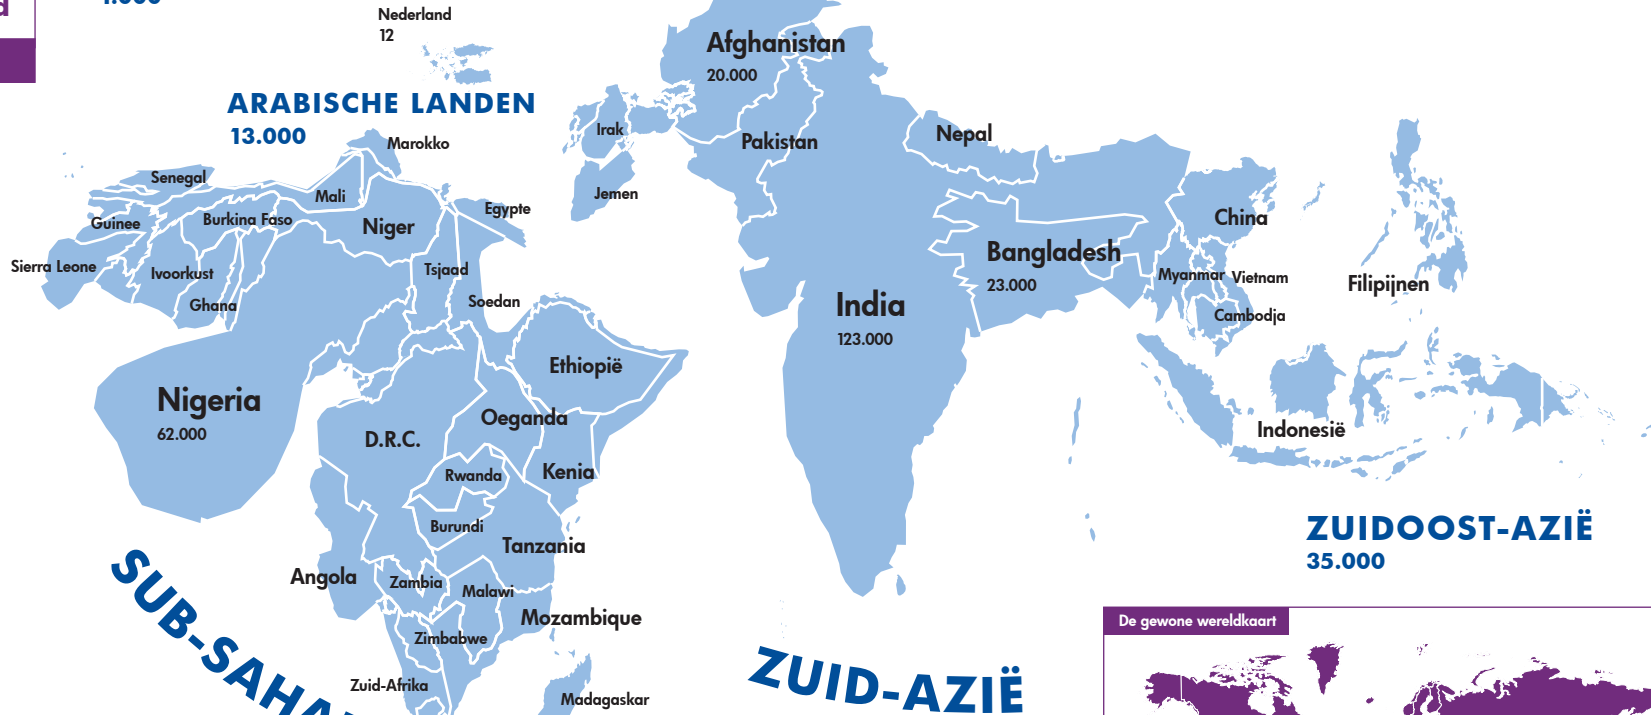 Nederland
12
Afghanistan
20.000
ARABISCHE LANDEN
13.000
Marokko
Irak
Pakistan
Nepal
Senegal
Mali
Jemen
Egypte
Guinee
Burkina Faso
Niger
China
Sierra Leone
Ivoorkust
Tsjaad
Bangladesh
23.000
Myanmar
Vietnam
Filipijnen
Ghana
Soedan
India
123.000
Cambodja
Ethiopië
Nigeria
62.000
Oeganda
D.R.C.
Indonesië
Rwanda
Kenia
Burundi
Tanzania
ZUIDOOST-AZIË
35.000
Angola
Zambia
Malawi
Mozambique
Zimbabwe
De gewone wereldkaart
SUB-SAHA
Zuid-Afrika
Madagaskar
ZUID-AZIË